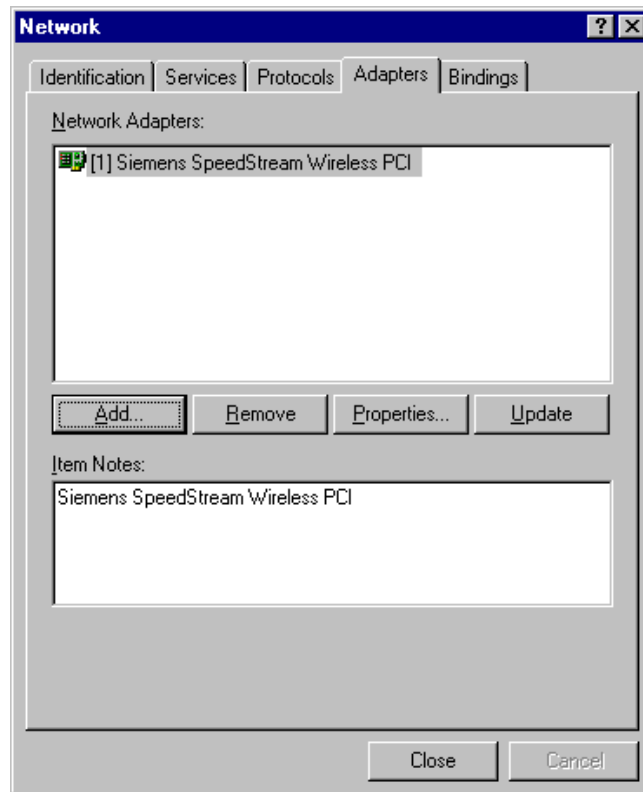 Network
Identification Services Protocols Adapters Bindings
Network Adapters:
[1] Siemens SpeedStream Wireless PCI
Add... Remove Properties... Update
Item Notes:
Siemens SpeedStream Wireless PCI
Close Cancel